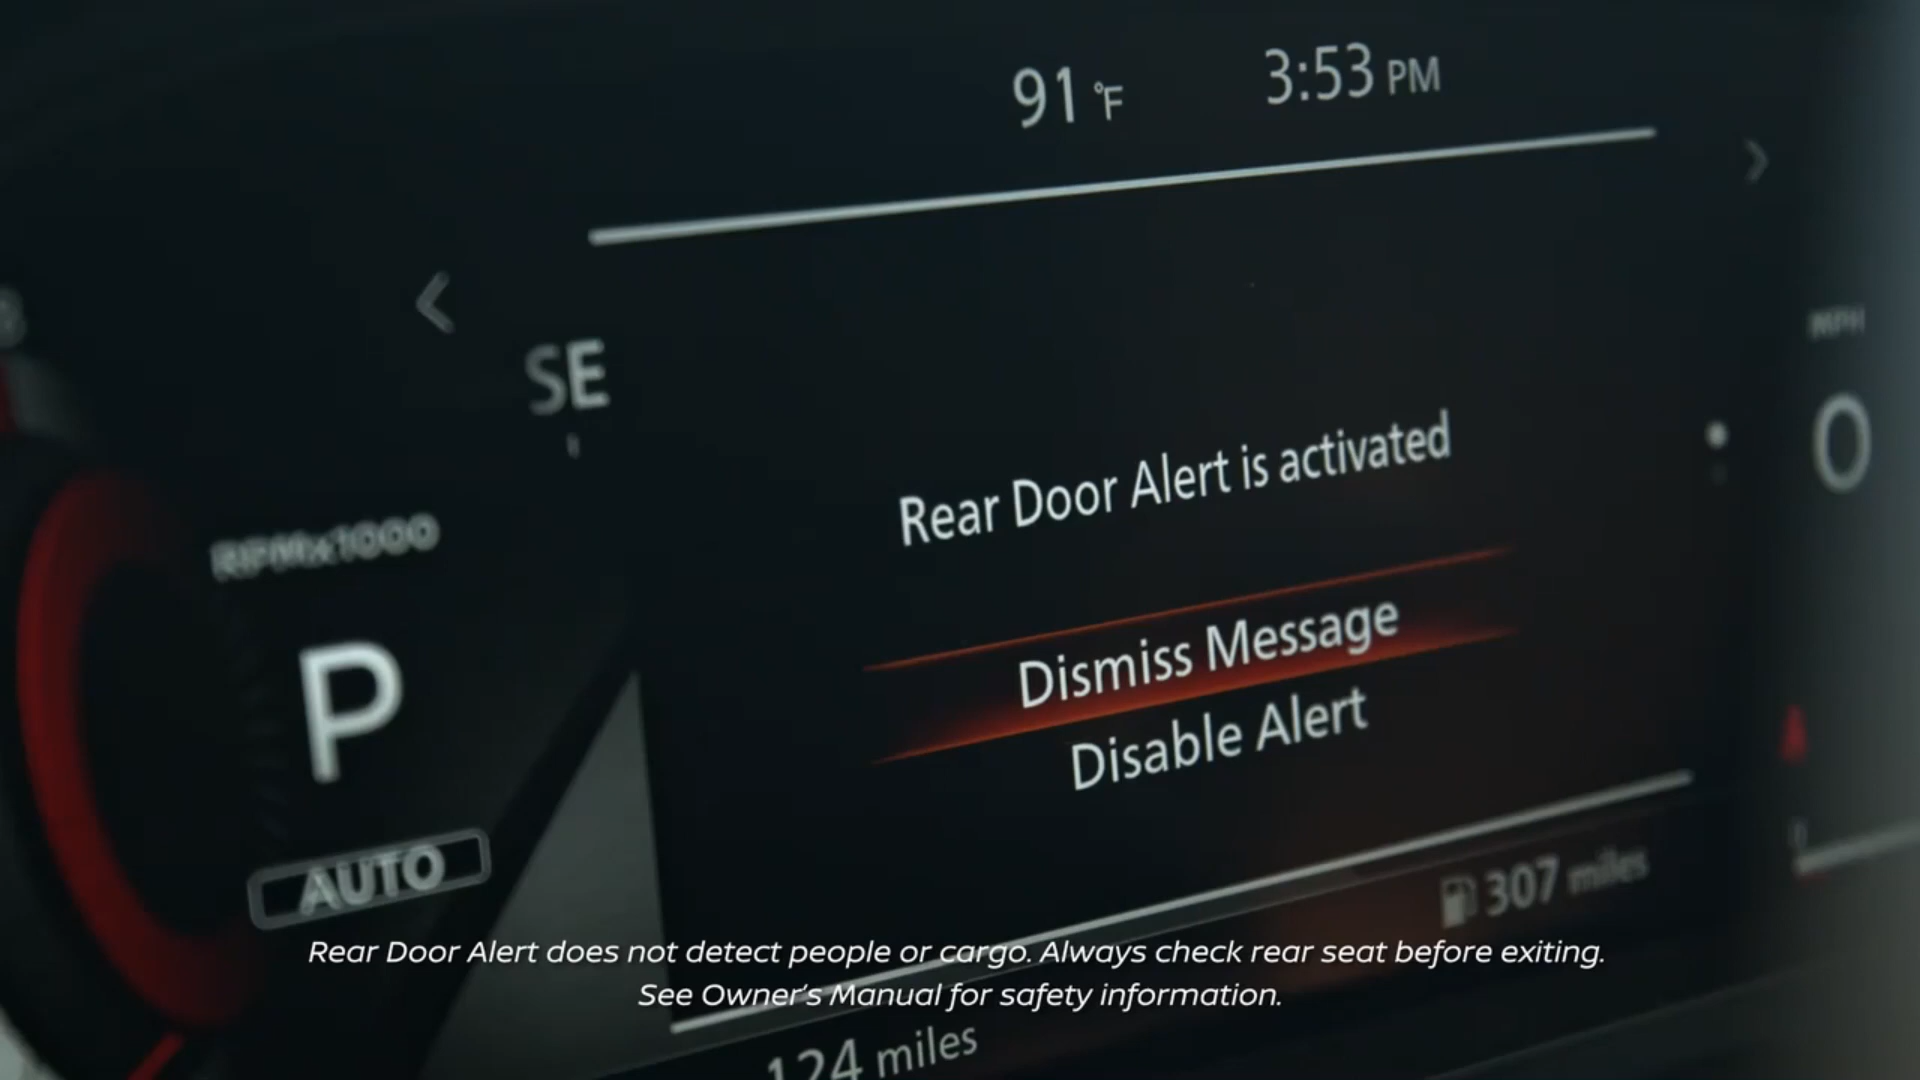 91 °F
3:53 PM
SE
MPH
0
Rear Door Alert is activated
RPMx1000
Dismiss Message
P
Disable Alert
AUTO
307 miles
Rear Door Alert does not detect people or cargo. Always check rear seat before exiting.
See Owner's Manual for safety information.
124 miles